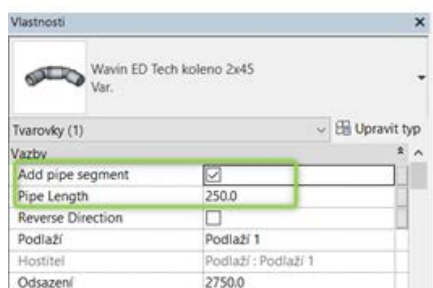 Vlastnosti
Wavin ED Tech koleno 2x45
Var.
Tvarovky (1) Upravit typ
Vazby
Add pipe segment
Pipe Length 250.0
Reverse Direction
Podlaží Podlaží 1
Hostitel Podlaží : Podlaží 1
Odsazení 2750.0